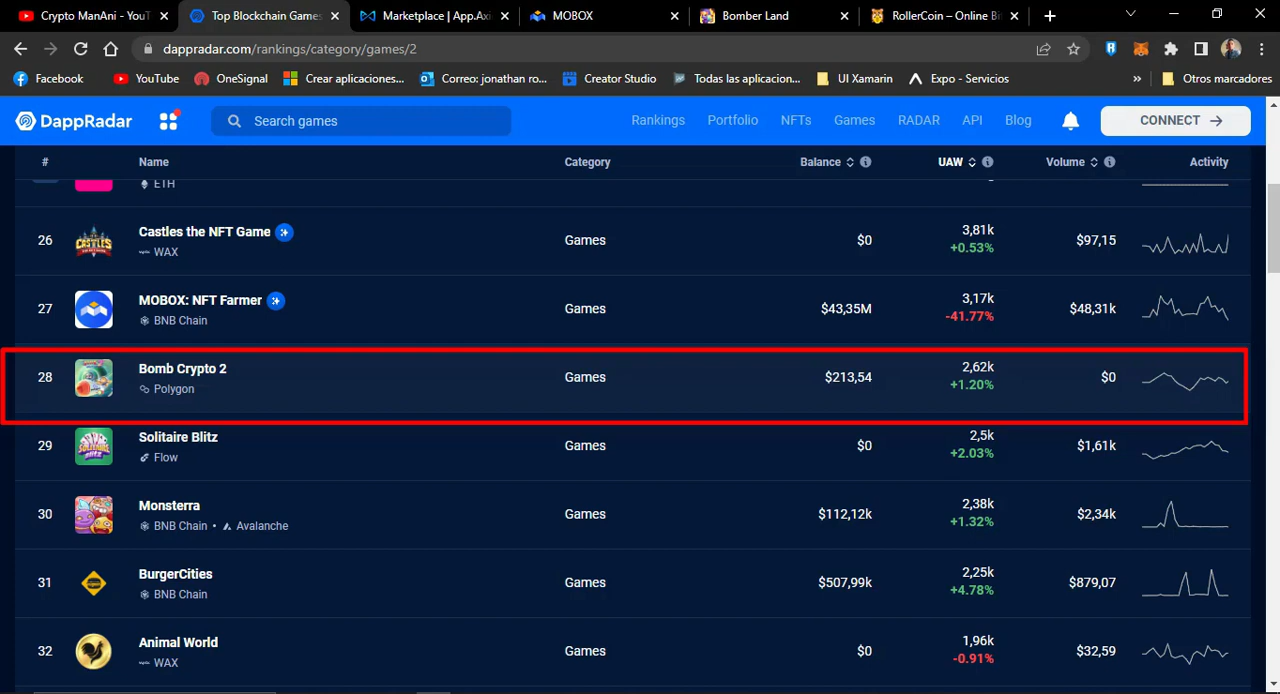 Crypto ManAni - YouT
Top Blockchain Games
Marketplace | App.Axi
MOBOX
Bomber Land
RollerCoin – Online Bi
dappradar.com/rankings/category/games/2
Facebook
YouTube
OneSignal
Crear aplicaciones...
Correo: jonathan ro...
Creator Studio
Todas las aplicacion...
UI Xamarin
Expo - Servicios
»
Otros marcadores
DappRadar
Search games
Rankings
Portfolio
NFTs
Games
RADAR
API
Blog
CONNECT →
# Name Category Balance UAW Volume Activity
ETH
26 Castles the NFT Game Games $0 3,81k $97,15
WAX +0.53%
27 MOBOX: NFT Farmer Games $43,35M 3,17k $48,31k
BNB Chain -41.77%
28 Bomb Crypto 2 Games $213,54 2,62k $0
Polygon +1.20%
29 Solitaire Blitz Games $0 2,5k $1,61k
Flow +2.03%
30 Monsterra Games $112,12k 2,38k $2,34k
BNB Chain • Avalanche +1.32%
31 BurgerCities Games $507,99k 2,25k $879,07
BNB Chain +4.78%
32 Animal World Games $0 1,96k $32,59
WAX -0.91%